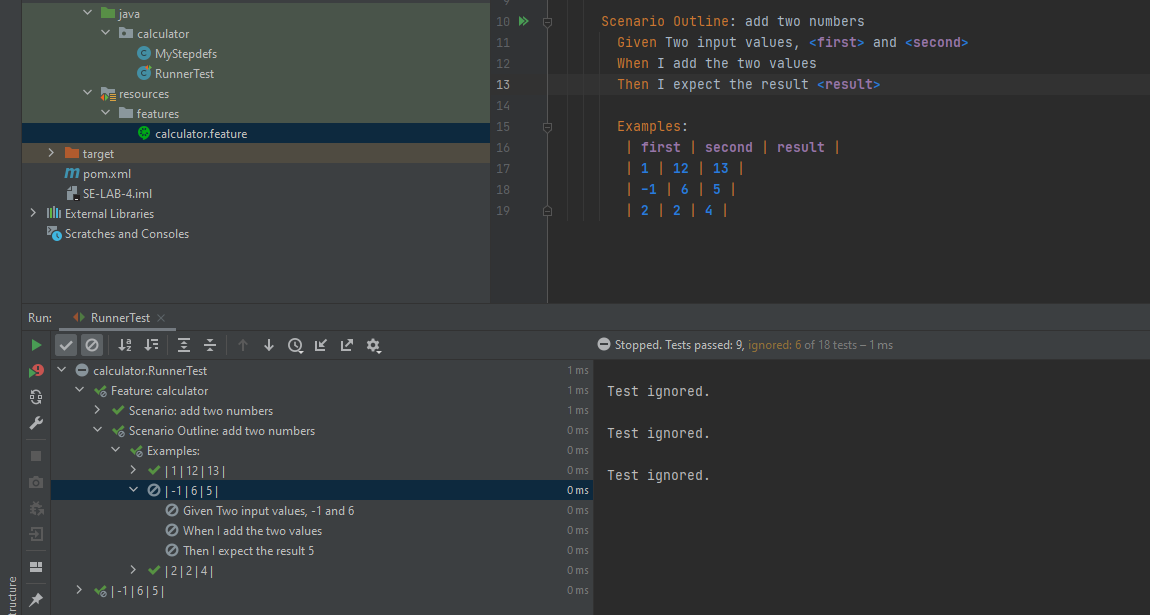 java
calculator
MyStepdefs
RunnerTest
resources
features
calculator.feature
target
pom.xml
SE-LAB-4.iml
External Libraries
Scratches and Consoles
9
10 Scenario Outline: add two numbers
11 Given Two input values, <first> and <second>
12 When I add the two values
13 Then I expect the result <result>
14
15 Examples:
16 | first | second | result |
17 | 1 | 12 | 13 |
18 | -1 | 6 | 5 |
19 | 2 | 2 | 4 |
Run: RunnerTest
Stopped. Tests passed: 9, ignored: 6 of 18 tests – 1 ms
calculator.RunnerTest 1 ms
Feature: calculator 1 ms
Scenario: add two numbers 1 ms
Scenario Outline: add two numbers 0 ms
Examples: 0 ms
| 1 | 12 | 13 | 0 ms
| -1 | 6 | 5 | 0 ms
Given Two input values, -1 and 6 0 ms
When I add the two values 0 ms
Then I expect the result 5 0 ms
| 2 | 2 | 4 | 0 ms
| -1 | 6 | 5 | 0 ms
Test ignored.
Test ignored.
Test ignored.